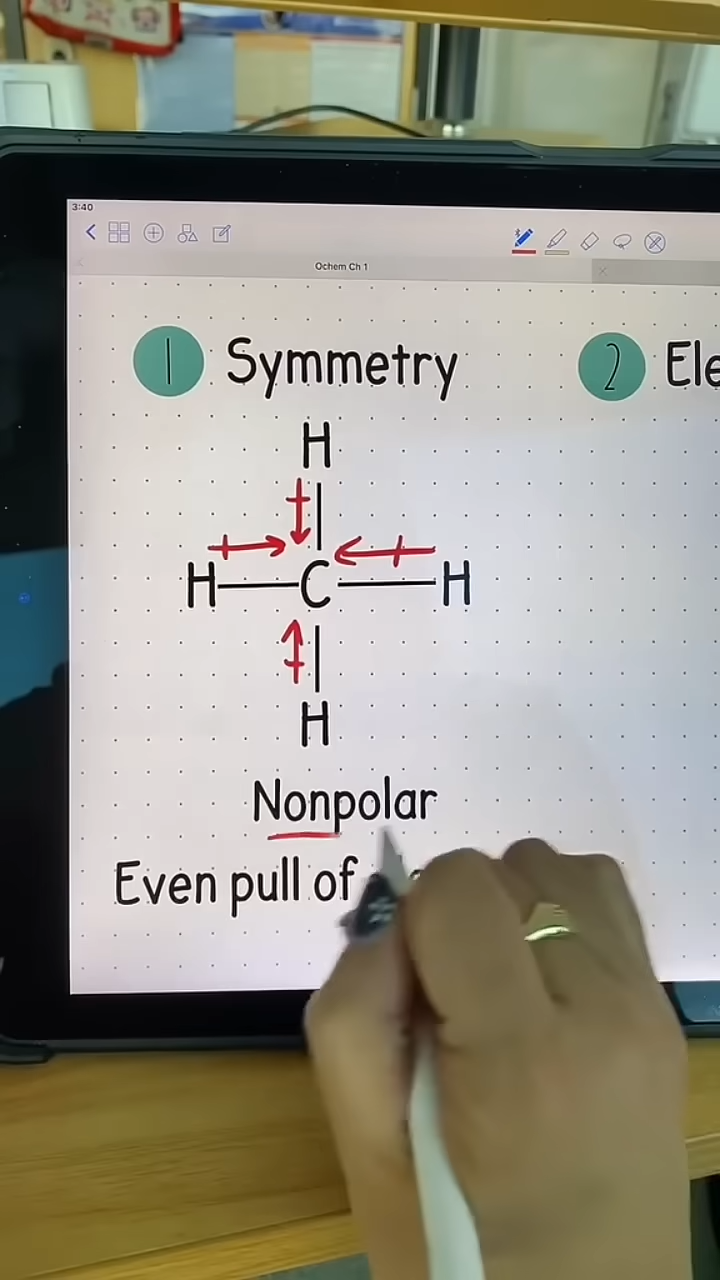 3:40
Ochem Ch 1
1 Symmetry
2 Ele
H
H C H
H
Nonpolar
Even pull of